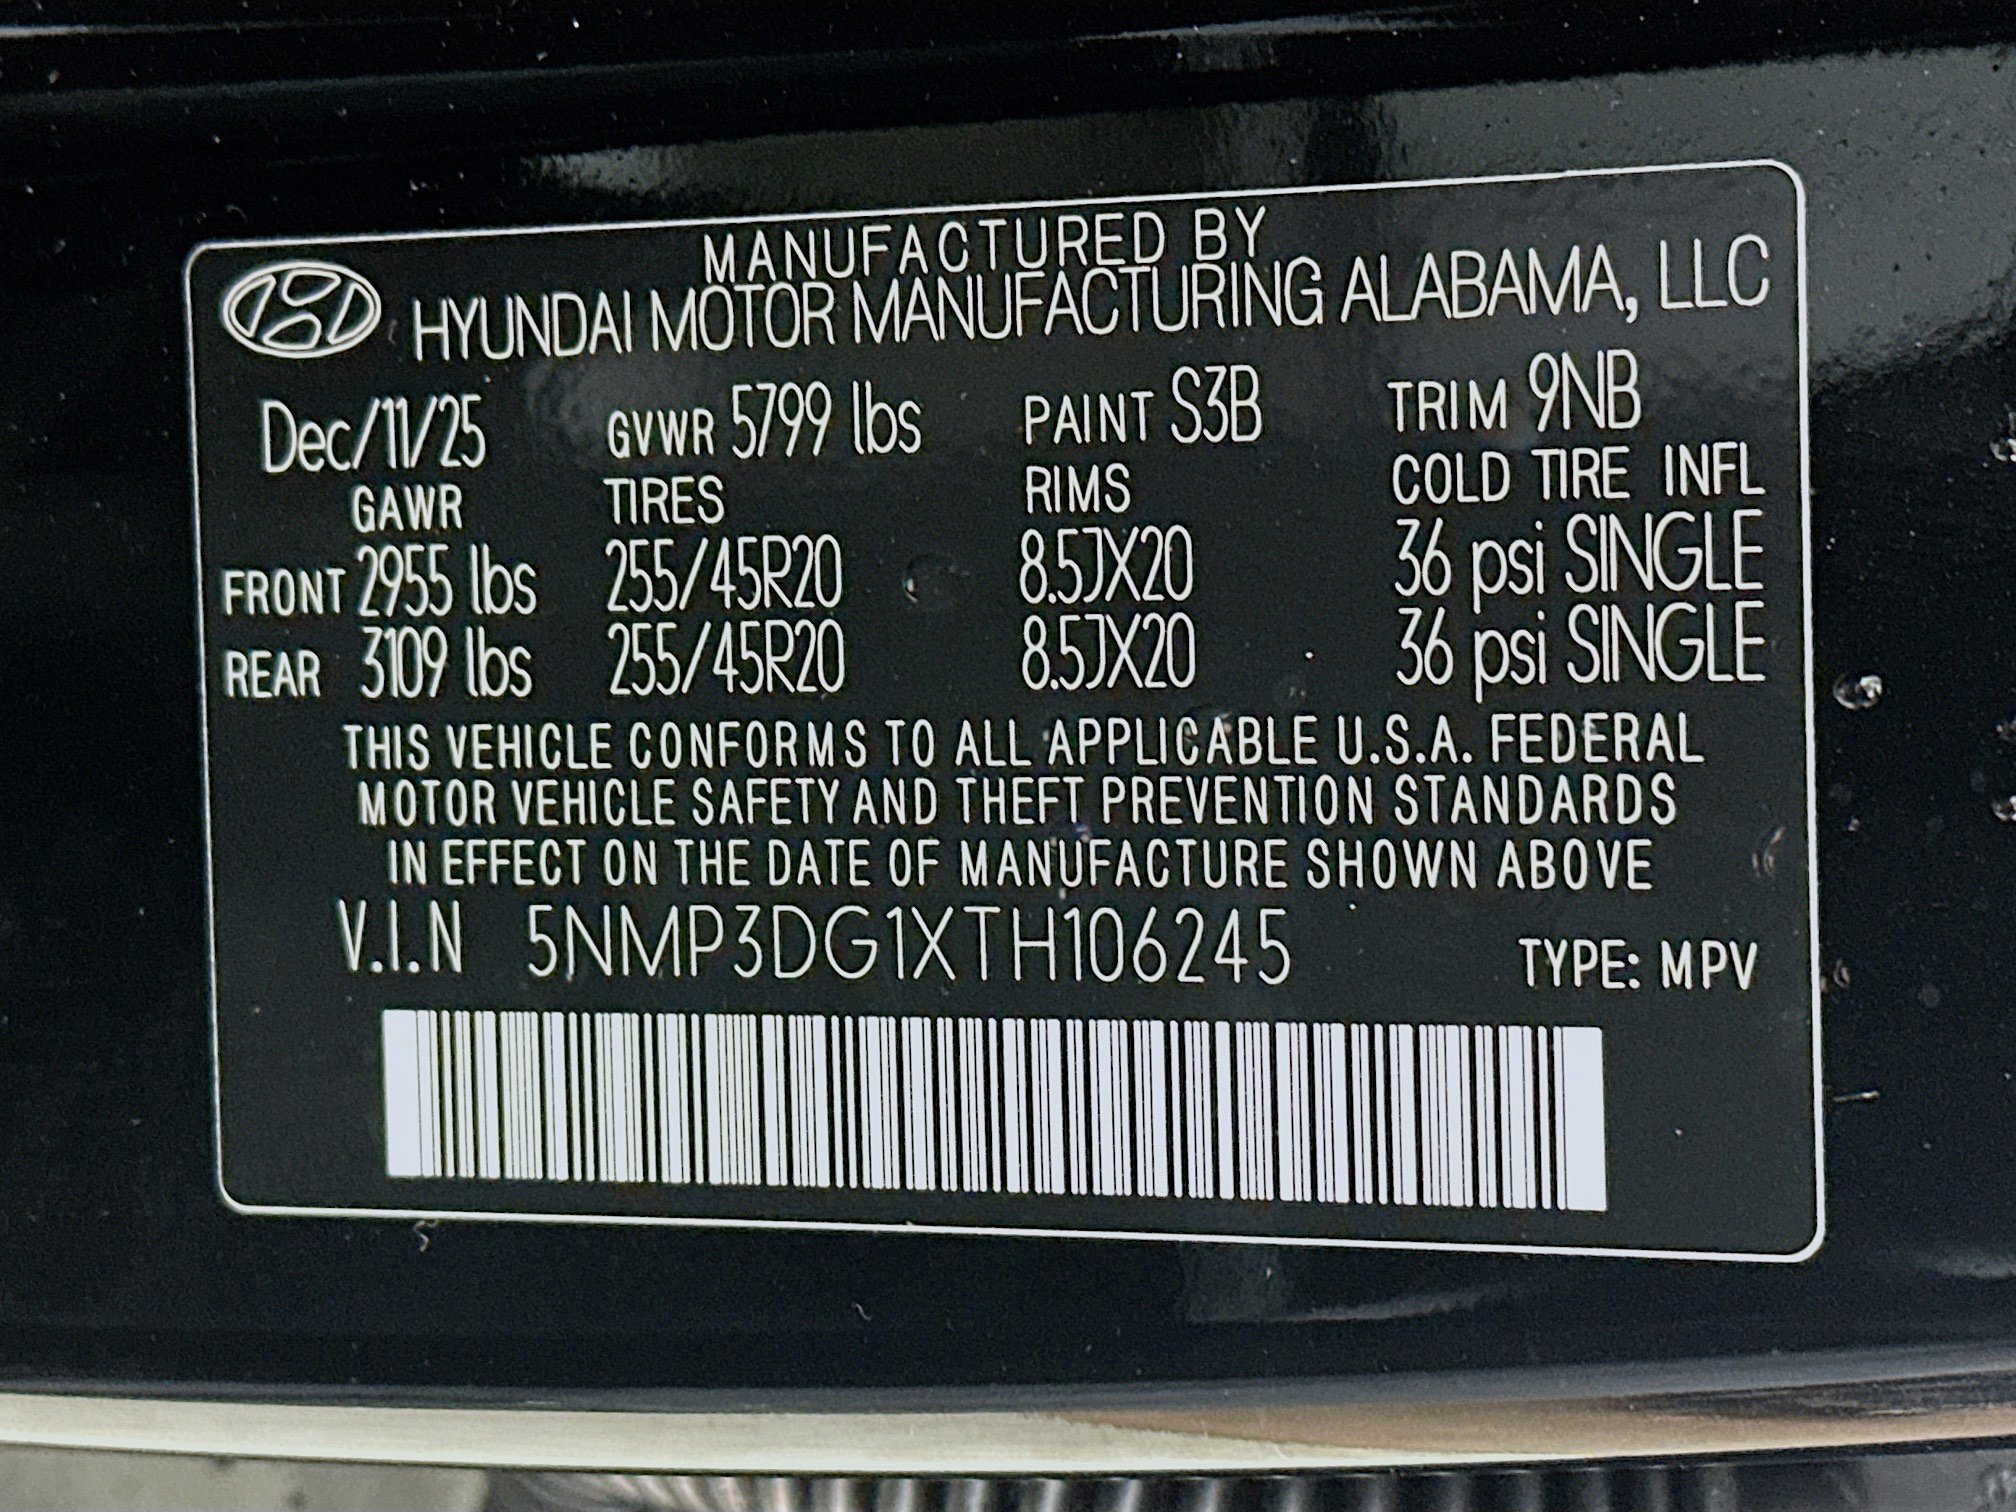 MANUFACTURED BY
HYUNDAI MOTOR MANUFACTURING ALABAMA, LLC
Dec/11/25 GVWR 5799 lbs PAINT S3B TRIM 9NB
GAWR TIRES RIMS COLD TIRE INFL
FRONT 2955 lbs 255/45R20 8.5JX20 36 psi SINGLE
REAR 3109 lbs 255/45R20 8.5JX20 36 psi SINGLE
THIS VEHICLE CONFORMS TO ALL APPLICABLE U.S.A. FEDERAL
MOTOR VEHICLE SAFETY AND THEFT PREVENTION STANDARDS
IN EFFECT ON THE DATE OF MANUFACTURE SHOWN ABOVE
V.I.N 5NMP3DG1XTH106245 TYPE: MPV